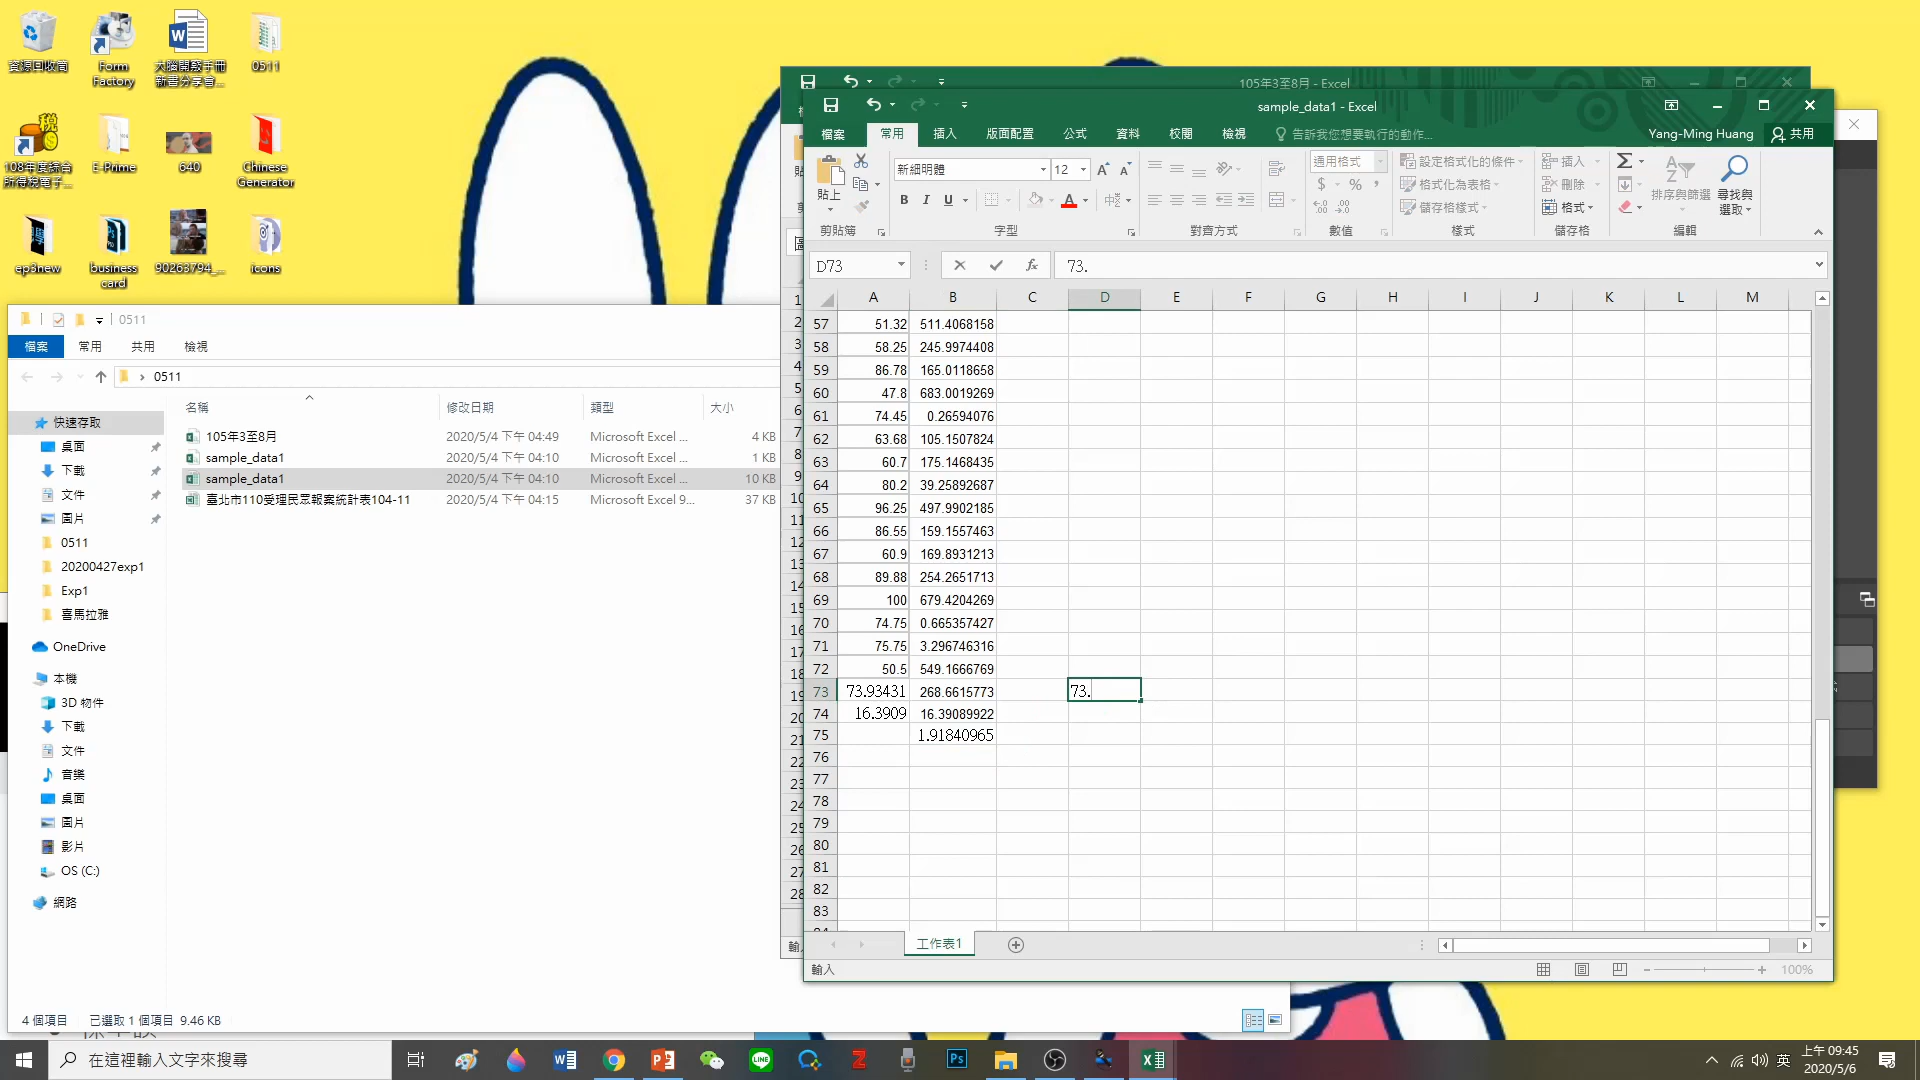 資源回收筒
Form Factory
大腦開發手冊新書分享會...
0511
108年度綜合所得稅電子...
E-Prime
640
Chinese Generator
ep3new
business card
90263794_...
icons
0511
檔案 常用 共用 檢視
0511
名稱 修改日期 類型 大小
105年3至8月 2020/5/4 下午 04:49 Microsoft Excel ... 4 KB
sample_data1 2020/5/4 下午 04:10 Microsoft Excel ... 1 KB
sample_data1 2020/5/4 下午 04:10 Microsoft Excel ... 10 KB
臺北市110受理民眾報案統計表104-11 2020/5/4 下午 04:15 Microsoft Excel 9... 37 KB
快速存取
桌面
下載
文件
圖片
0511
20200427exp1
Exp1
喜馬拉雅
OneDrive
本機
3D 物件
下載
文件
音樂
桌面
圖片
影片
OS (C:)
網路
4 個項目 已選取 1 個項目 9.46 KB
105年3至8月 - Excel
sample_data1 - Excel
檔案 常用 插入 版面配置 公式 資料 校閱 檢視 告訴我您想要執行的動作... Yang-Ming Huang 共用
貼上
剪貼簿
新細明體 12
B I U
字型
對齊方式
通用格式
$ % ,
數值
設定格式化的條件
格式化為表格
儲存格樣式
樣式
插入
刪除
格式
儲存格
排序與篩選
尋找與選取
編輯
D73 fx 73.
A B C D E F G H I J K L M
57 51.32 511.4068158
58 58.25 245.9974408
59 86.78 165.0118658
60 47.8 683.0019269
61 74.45 0.26594076
62 63.68 105.1507824
63 60.7 175.1468435
64 80.2 39.25892687
65 96.25 497.9902185
66 86.55 159.1557463
67 60.9 169.8931213
68 89.88 254.2651713
69 100 679.4204269
70 74.75 0.665357427
71 75.75 3.296746316
72 50.5 549.1666769
73 73.93431 268.6615773 73.
74 16.3909 16.39089922
75 1.91840965
76
77
78
79
80
81
82
83
工作表1
輸入
100%
在這裡輸入文字來搜尋
英
上午 09:45
2020/5/6